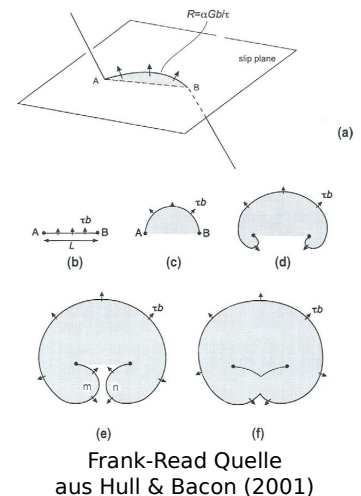 R=αGb/τ
A
B
slip plane
(a)
τb
A B
L
(b)
τb
A B
(c)
τb
(d)
τb
m n
(e)
τb
(f)
Frank-Read Quelle
aus Hull & Bacon (2001)